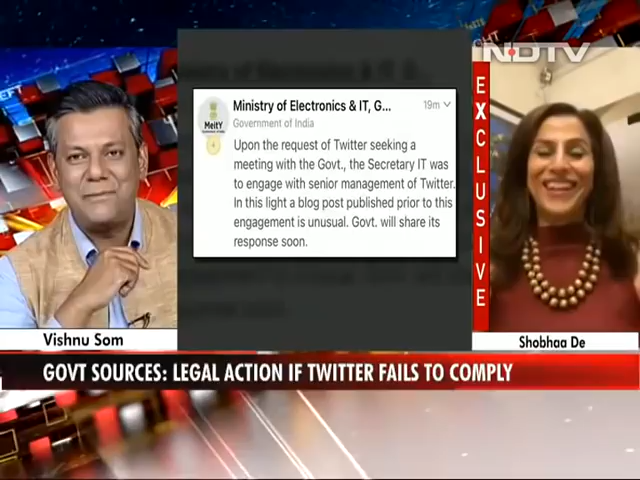 NDTV
EXCLUSIVE
MeitY
Ministry of Electronics & IT, G...
19m
Government of India
Upon the request of Twitter seeking a
meeting with the Govt., the Secretary IT was
to engage with senior management of Twitter.
In this light a blog post published prior to this
engagement is unusual. Govt. will share its
response soon.
Vishnu Som
Shobhaa De
GOVT SOURCES: LEGAL ACTION IF TWITTER FAILS TO COMPLY